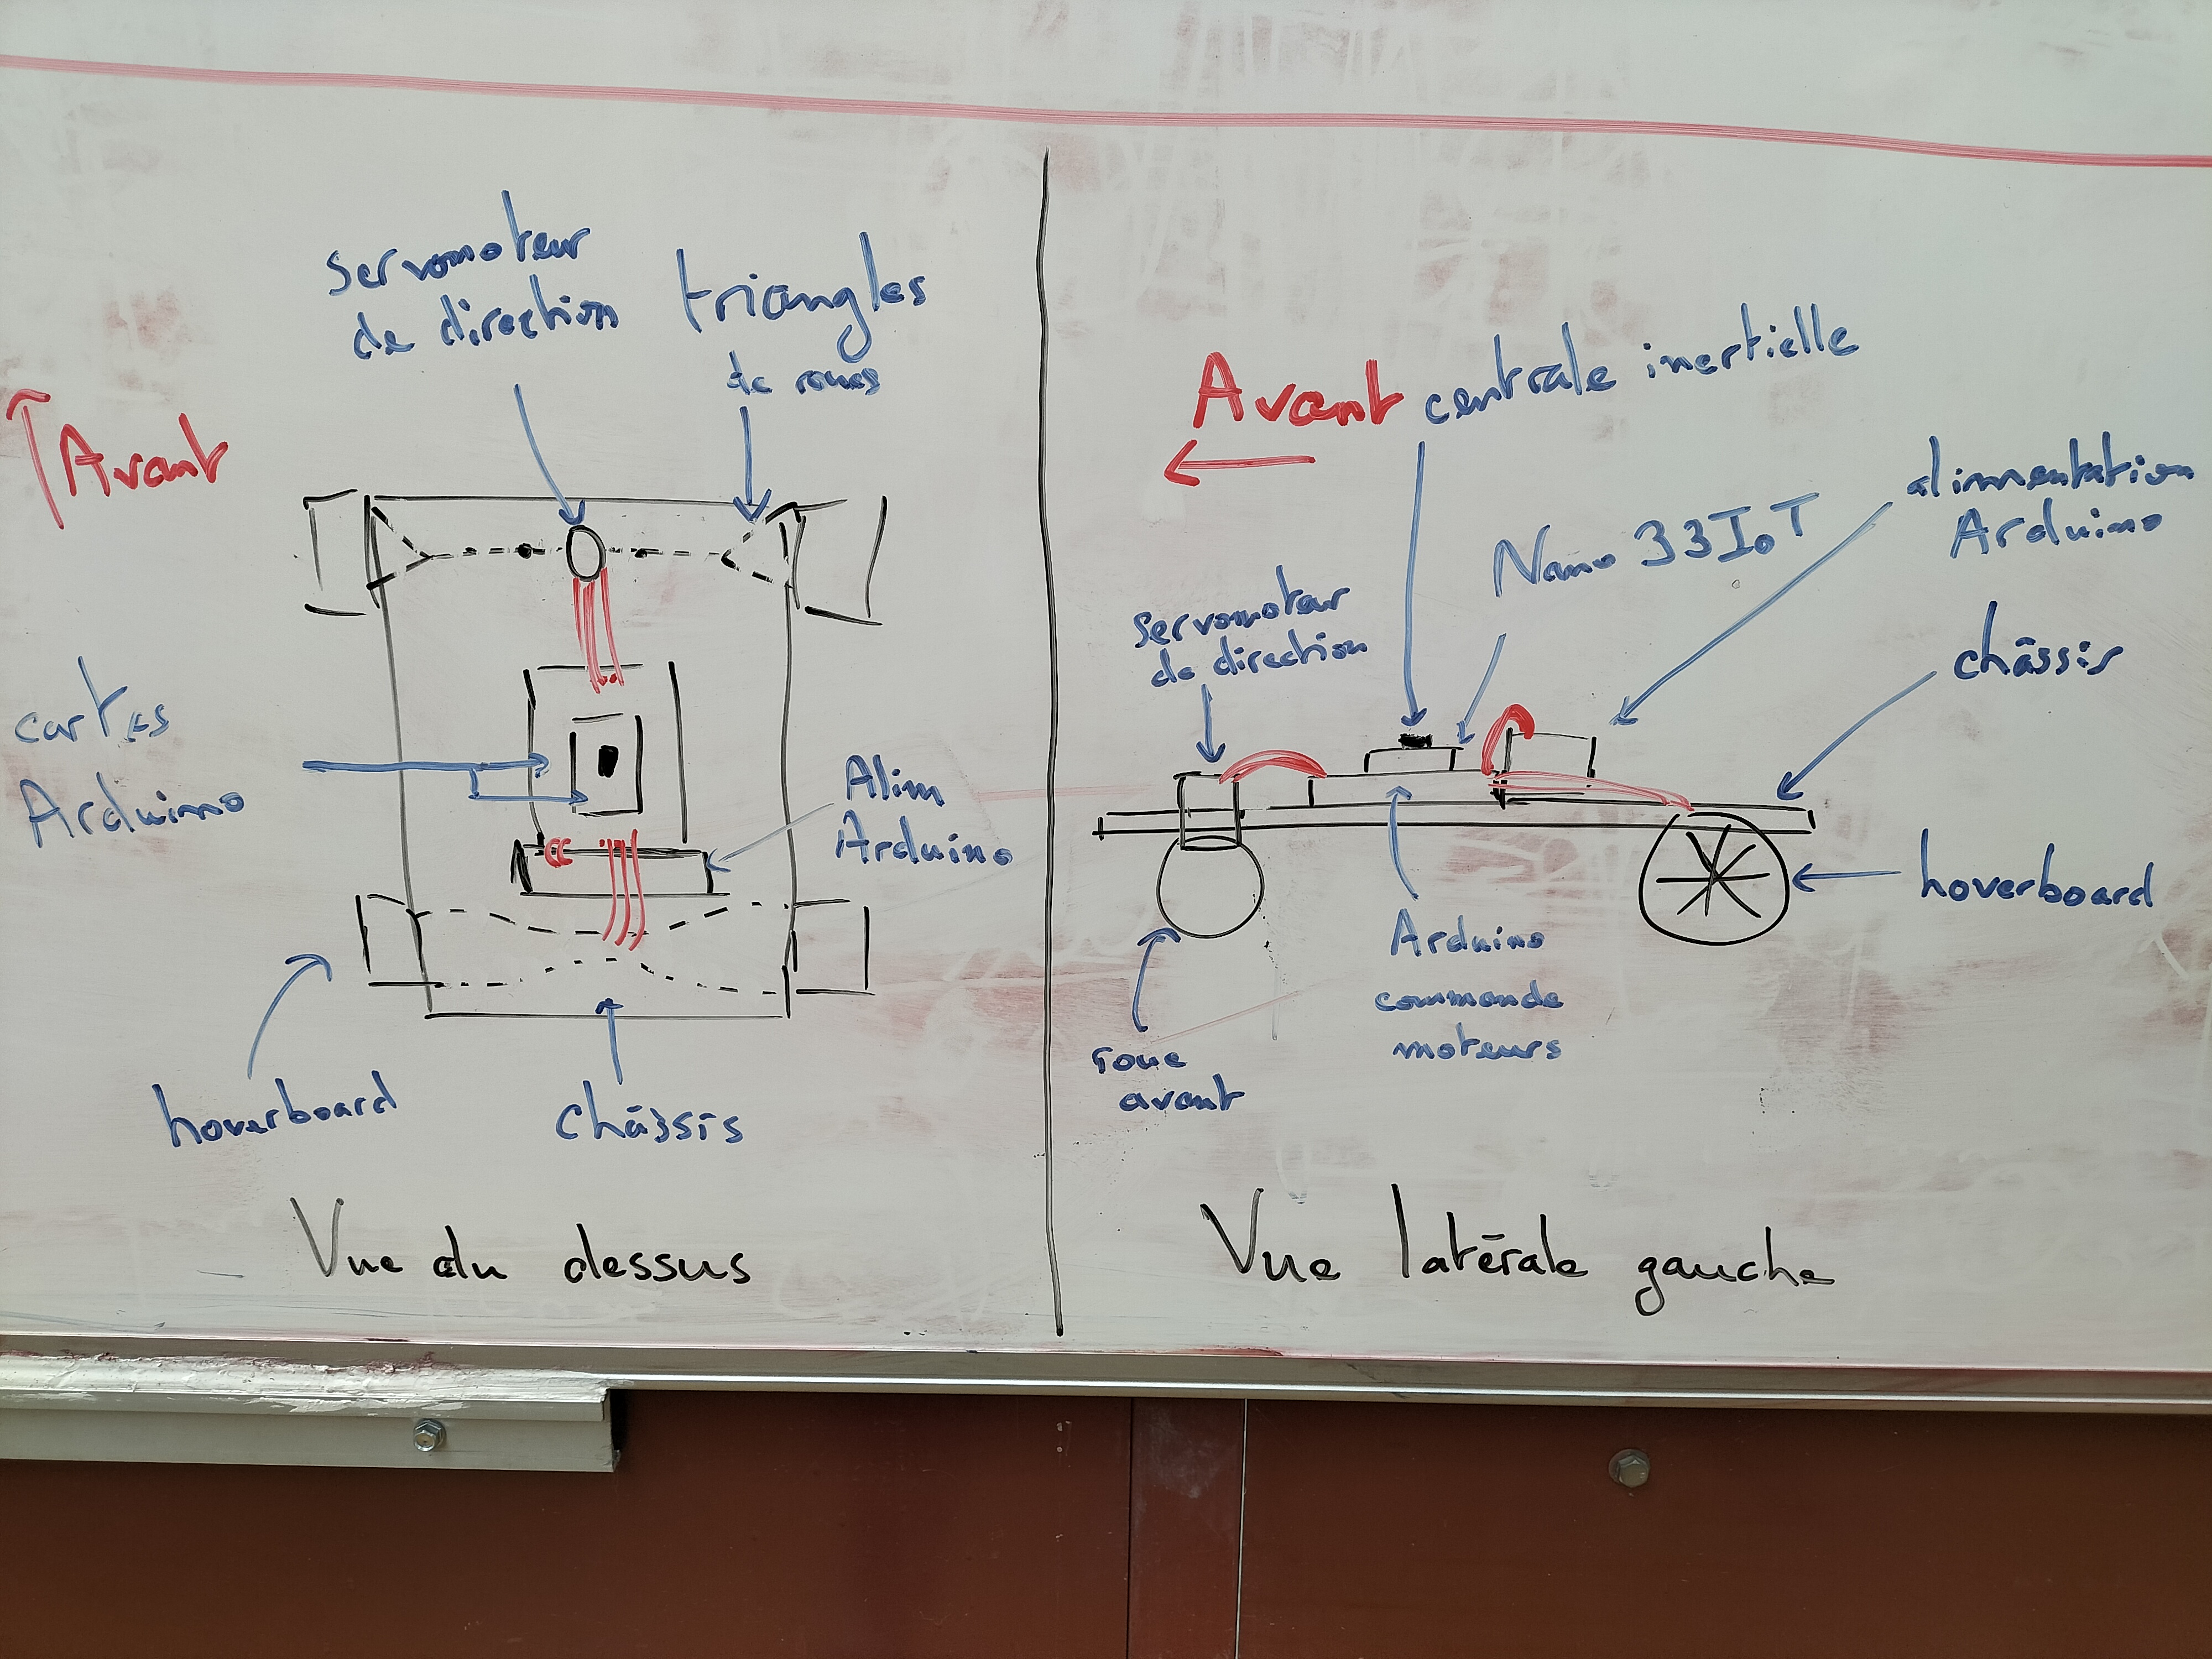 servomoteur
de direction
triangles
de roues
Avant
cartes
Arduino
Alim
Arduino
hoverboard
châssis
Vue du dessus
Avant
centrale inertielle
alimentation
Arduino
Nano 33IoT
servomoteur
de direction
châssis
hoverboard
Arduino
commande
moteurs
roue
avant
Vue latérale gauche